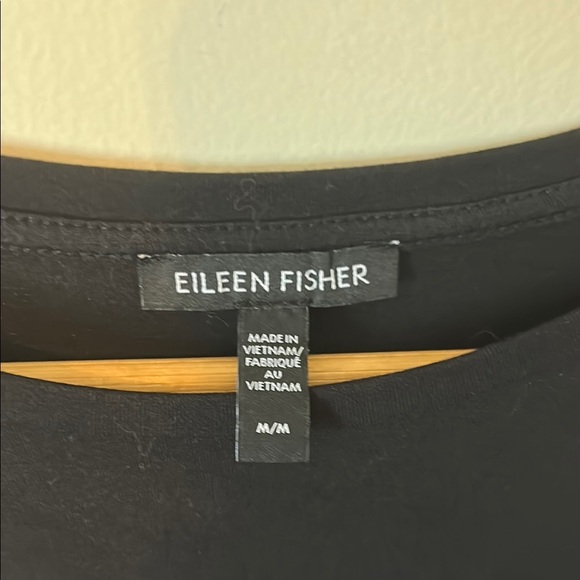 EILEEN FISHER
MADE IN
VIETNAM/
FABRIQUÉ
AU
VIETNAM
M/M